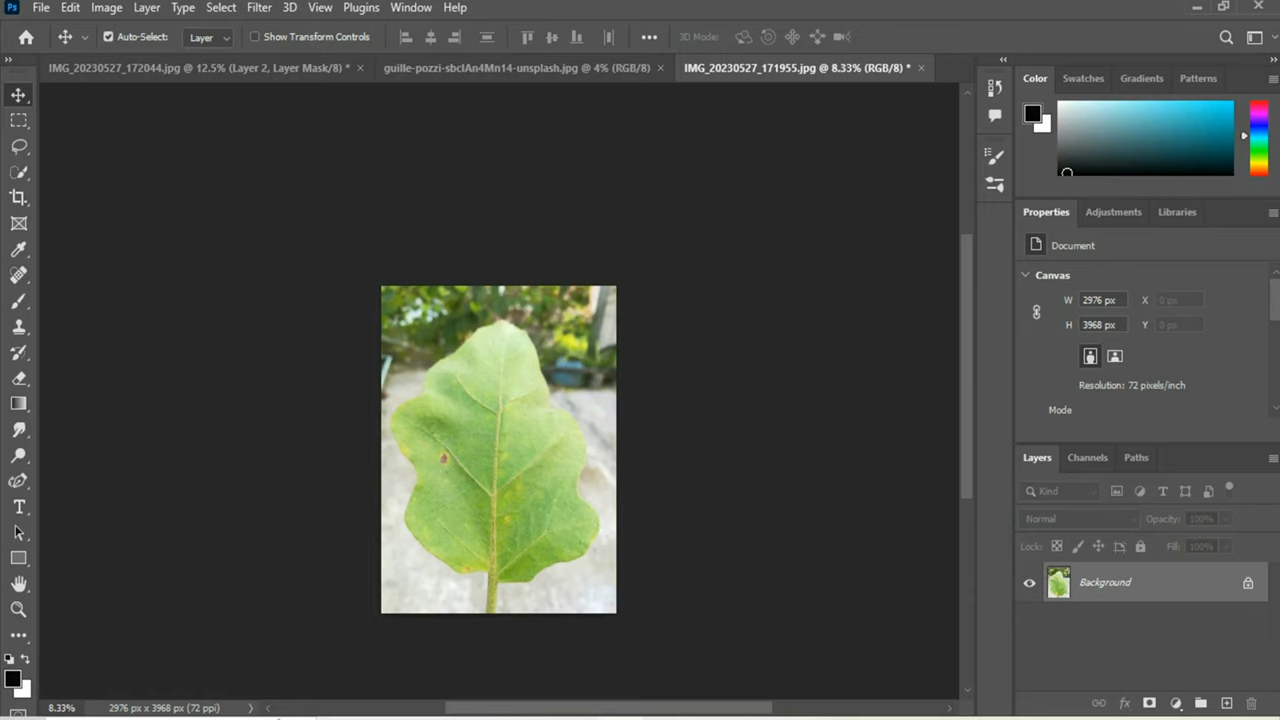 Ps File Edit Image Layer Type Select Filter 3D View Plugins Window Help
Auto-Select: Layer Show Transform Controls 3D Mode:
IMG_20230527_172044.jpg @ 12.5% (Layer 2, Layer Mask/8) * × guille-pozzi-sbcIAn4Mn14-unsplash.jpg @ 4% (RGB/8) × IMG_20230527_171955.jpg @ 8.33% (RGB/8) * ×
Color Swatches Gradients Patterns
Properties Adjustments Libraries
Document
Canvas
W 2976 px X 0 px
H 3968 px Y 0 px
Resolution: 72 pixels/inch
Mode
Layers Channels Paths
Kind
Normal Opacity: 100%
Lock: Fill: 100%
Background
8.33% 2976 px x 3968 px (72 ppi)